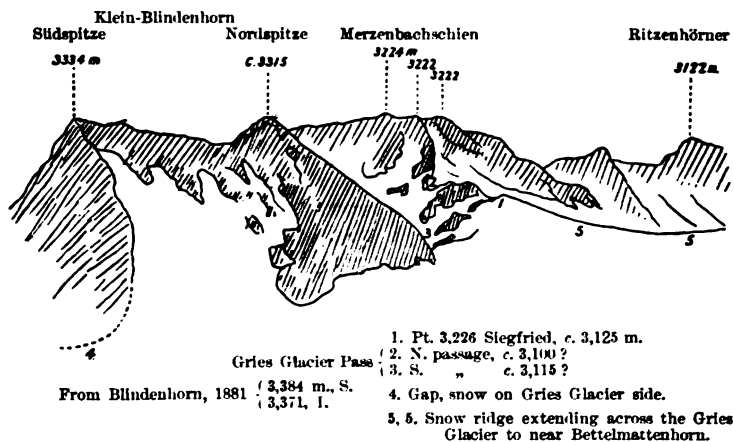 Klein-Blindenhorn
Südspitze Nordspitze Merzenbachschien Ritzenhörner
3334 m C. 3315 3224 m 3222 3222 3122 m.
1 3 5 5 4
1. Pt. 3,226 Siegfried, c. 3,125 m.
Gries Glacier Pass { 2. N. passage, c. 3,100 ?
3. S. „ c. 3,115 ?
From Blindenhorn, 1881 { 3,384 m., S.
3,371, I.
4. Gap, snow on Gries Glacier side.
5, 5. Snow ridge extending across the Gries
Glacier to near Bettelmattenhorn.